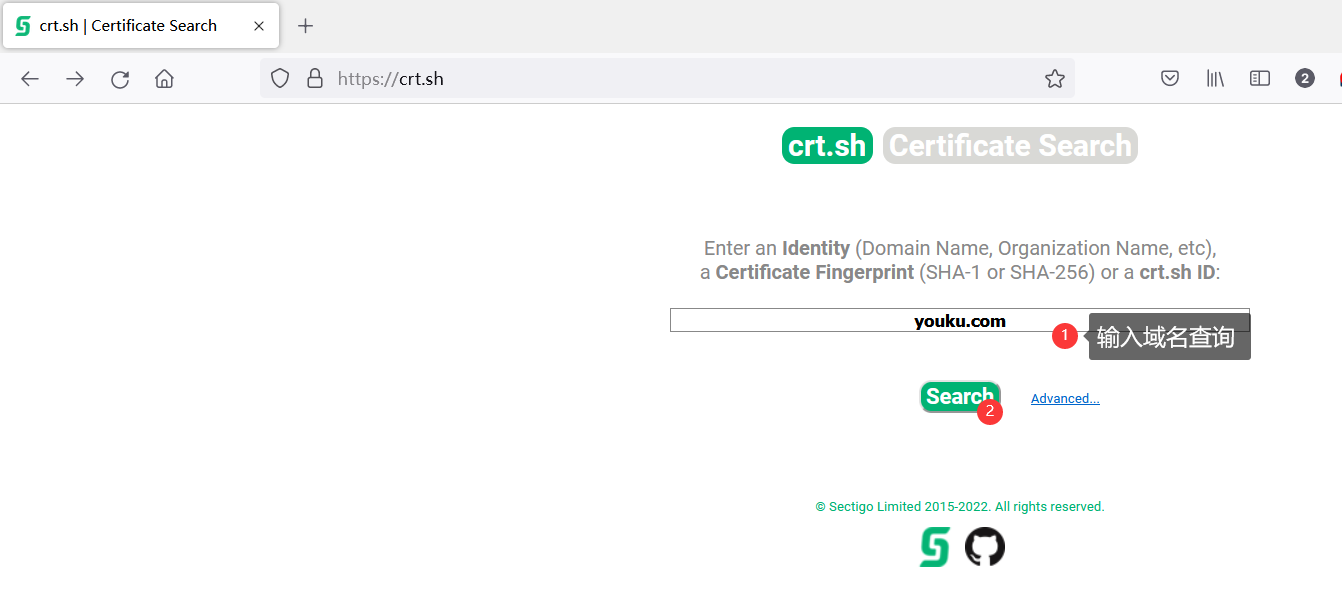 crt.sh | Certificate Search
https://crt.sh
2
crt.sh Certificate Search
Enter an Identity (Domain Name, Organization Name, etc),
a Certificate Fingerprint (SHA-1 or SHA-256) or a crt.sh ID:
youku.com
1 输入域名查询
Search Advanced...
2
© Sectigo Limited 2015-2022. All rights reserved.